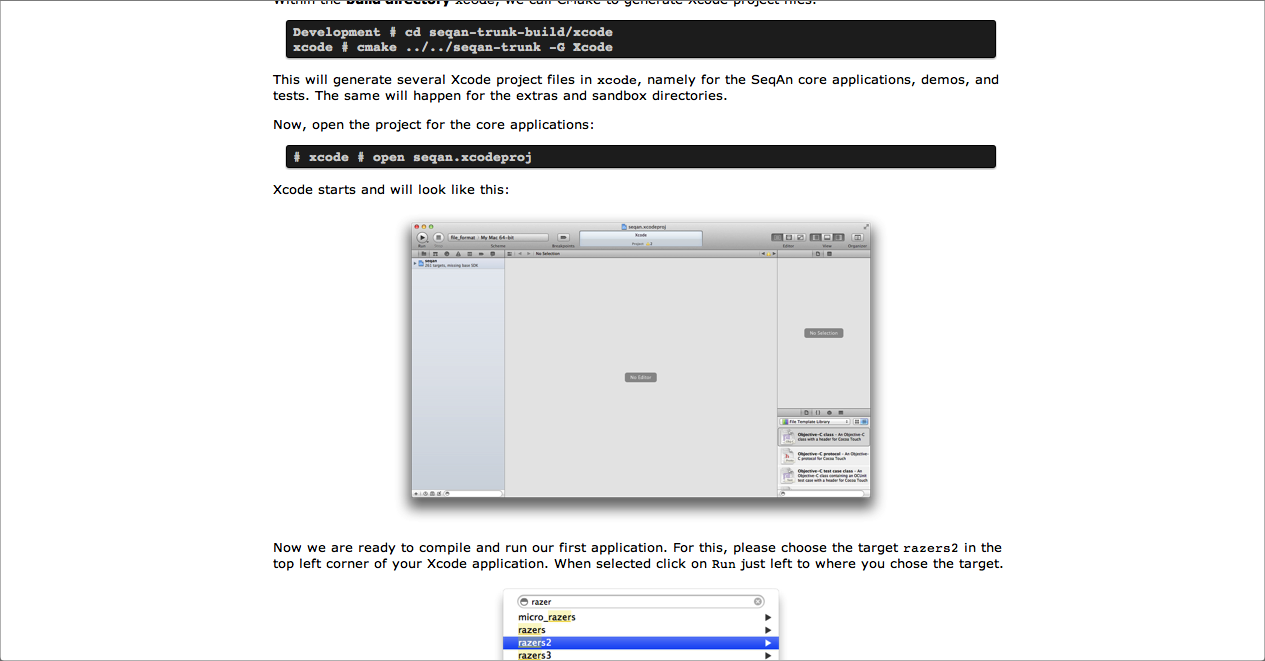 Within the build directory xcode, we call CMake to generate Xcode project files:
Development # cd seqan-trunk-build/xcode
xcode # cmake ../../seqan-trunk -G Xcode
This will generate several Xcode project files in xcode, namely for the SeqAn core applications, demos, and
tests. The same will happen for the extras and sandbox directories.
Now, open the project for the core applications:
# xcode # open seqan.xcodeproj
Xcode starts and will look like this:
seqan.xcodeproj
file_format My Mac 64-bit
Xcode
Project
Run
Scheme
Breakpoints
Editor
View
Organizer
seqan
No Selection
No Selection
No Editor
File Template Library
Objective-C class - An Objective-C
class with a header for Cocoa Touch
Objective-C protocol - An Objective-
C protocol for Cocoa Touch
Objective-C test case class - An
Objective-C class containing an OCUnit
test case with a header for Cocoa Touch
Now we are ready to compile and run our first application. For this, please choose the target razers2 in the
top left corner of your Xcode application. When selected click on Run just left to where you chose the target.
razer
micro_razers
razers
razers2
razers3